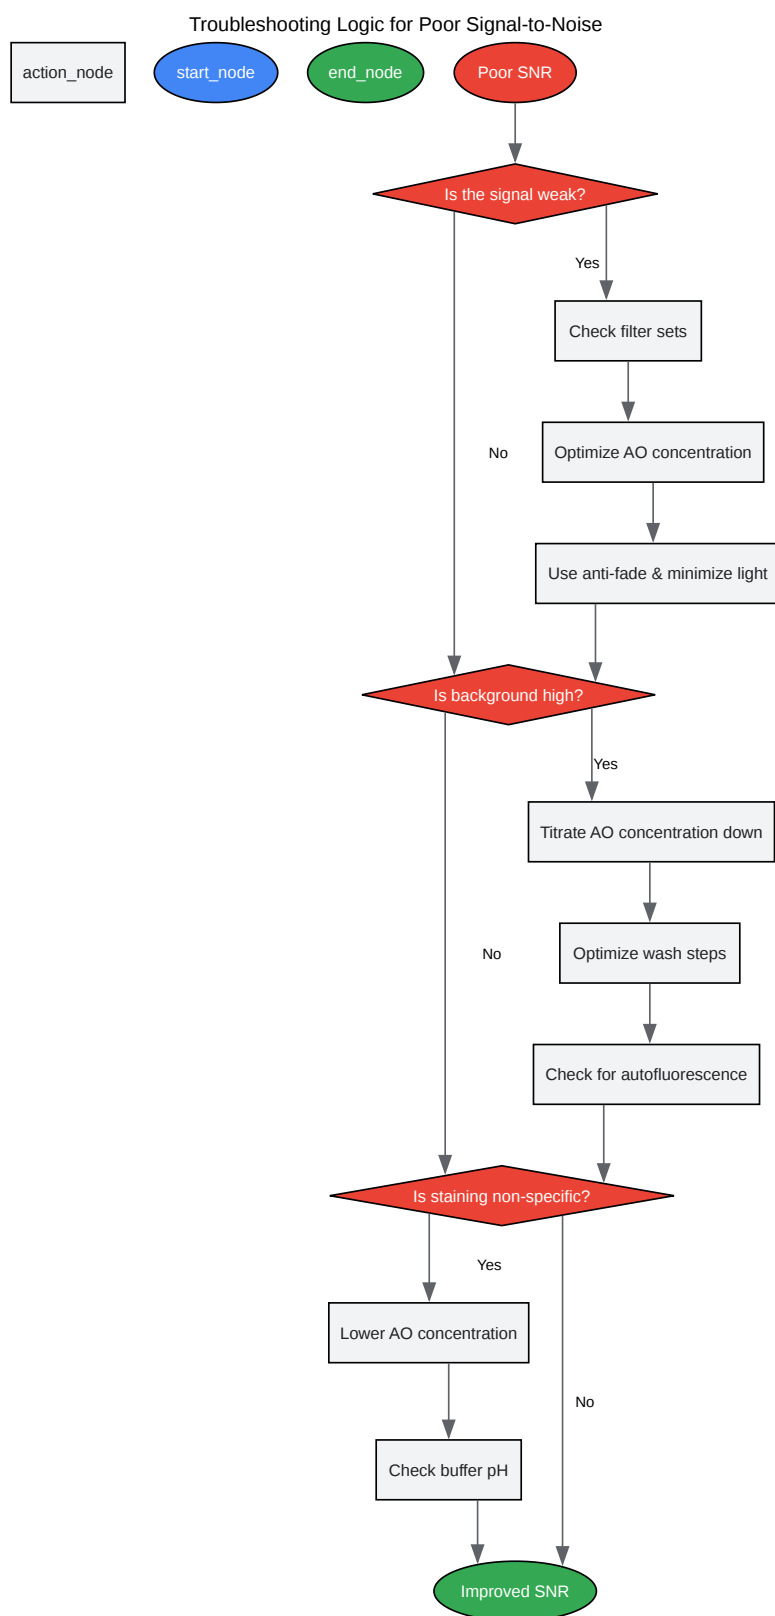 Troubleshooting Logic for Poor Signal-to-Noise
action_node
start_node
end_node
Poor SNR
Is the signal weak?
Yes
Check filter sets
No
Optimize AO concentration
Use anti-fade & minimize light
Is background high?
Yes
Titrate AO concentration down
No
Optimize wash steps
Check for autofluorescence
Is staining non-specific?
Yes
Lower AO concentration
No
Check buffer pH
Improved SNR